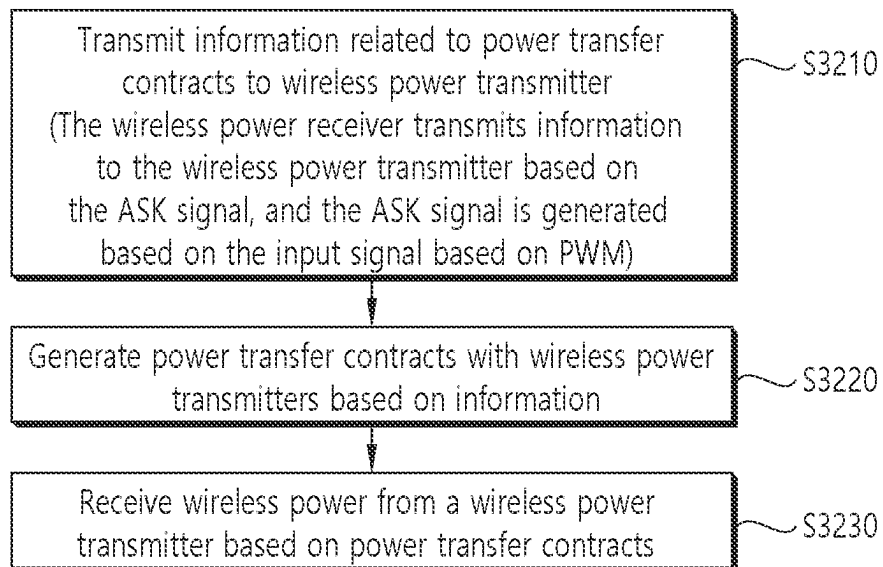 Transmit information related to power transfer
contracts to wireless power transmitter
(The wireless power receiver transmits information
to the wireless power transmitter based on
the ASK signal, and the ASK signal is generated
based on the input signal based on PWM)
S3210
Generate power transfer contracts with wireless power
transmitters based on information
S3220
Receive wireless power from a wireless power
transmitter based on power transfer contracts
S3230